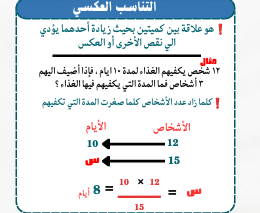 التناسب العكسي
! هو علاقة بين كميتين بحيث زيادة أحدهما يؤدي
الي نقص الأخرى أو العكس
مثال
١٢ شخص يكفيهم الغذاء لمدة ١٠ ايام ، فإذا أضيف اليهم
٣ أشخاص فما المدة التي يكفيهم فيها الغذاء ؟
! كلما زاد عدد الأشخاص كلما صغرت المدة التي تكفيهم
الأشخاص الأيام
12 10
15 س
س = 12 × 10 / 15 = 8 أيام